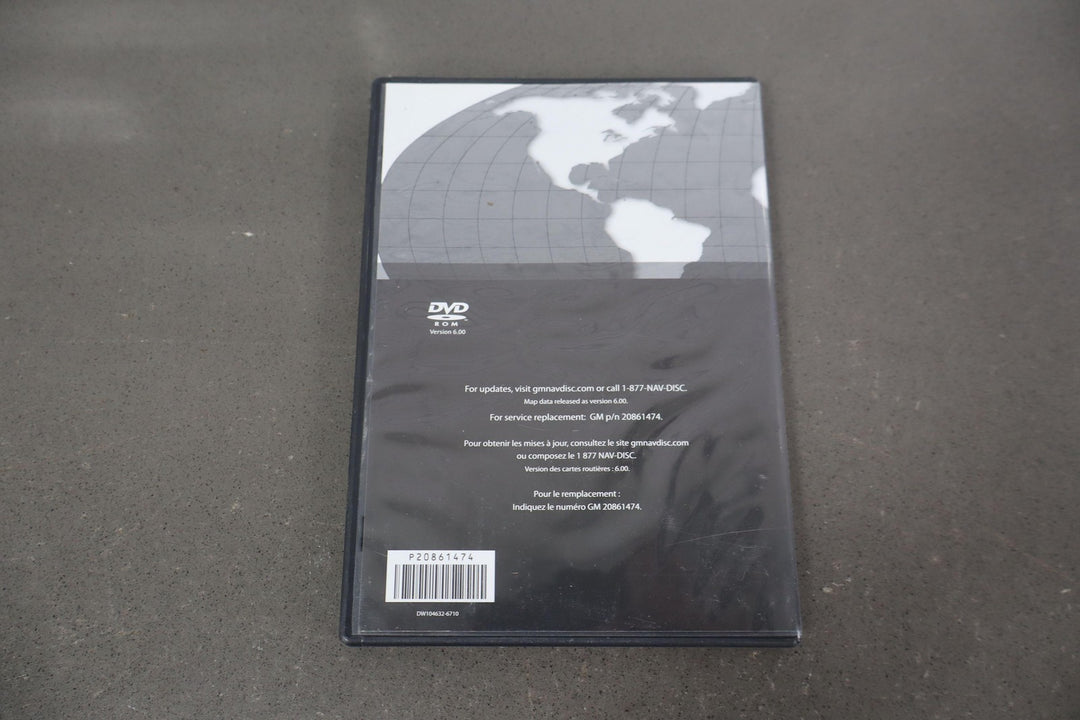 DVD
ROM
Version 6.00
For updates, visit gmnavdisc.com or call 1-877-NAV-DISC.
Map data released as version 6.00.
For service replacement: GM p/n 20861474.
Pour obtenir les mises à jour, consultez le site gmnavdisc.com
ou composez le 1 877 NAV-DISC.
Version des cartes routières : 6.00.
Pour le remplacement :
Indiquez le numéro GM 20861474.
P20861474
DW104632-6710